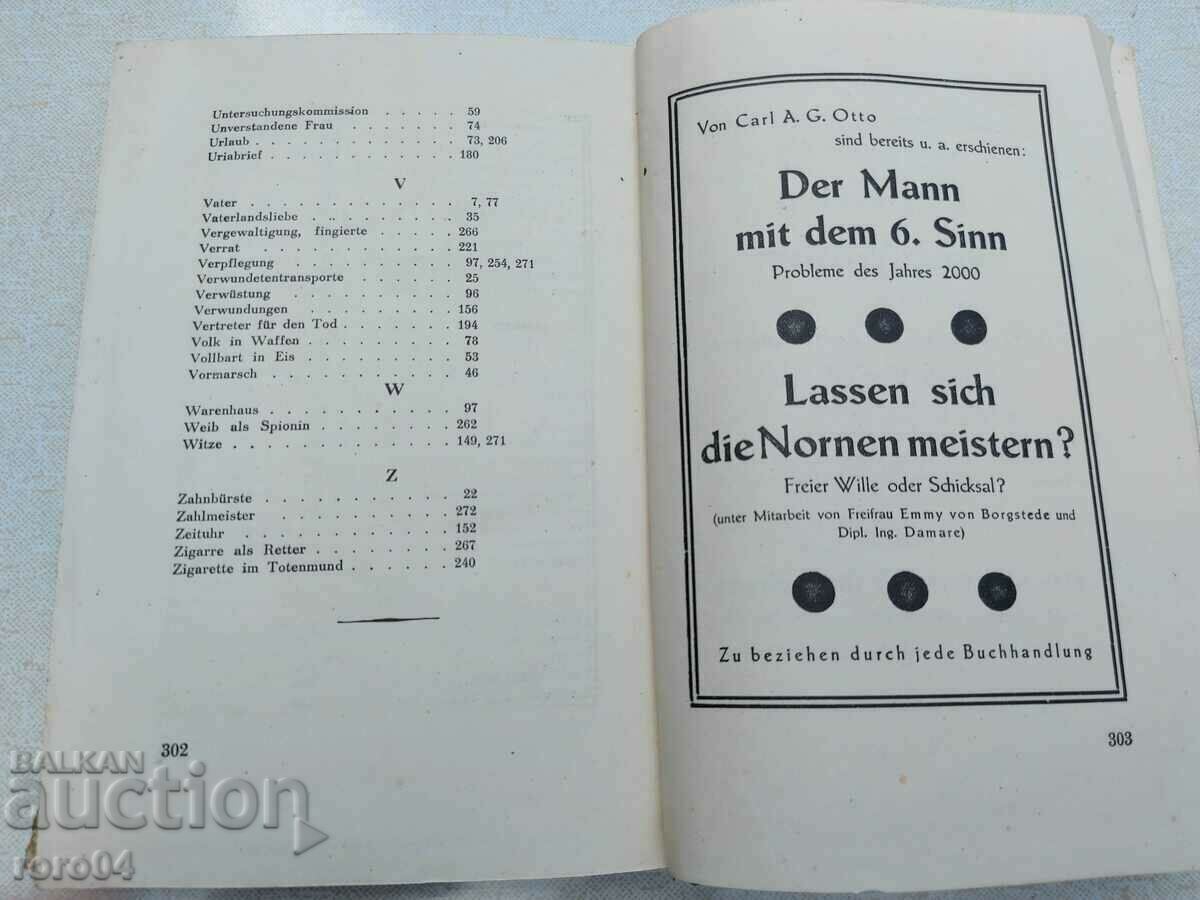 Untersuchungskommission . . . . . 59
Unverstandene Frau . . . . . . . 74
Urlaub . . . . . . . . . . . 73, 206
Uriabrief . . . . . . . . . . . 180
V
Vater . . . . . . . . . . . . 7, 77
Vaterlandsliebe . . . . . . . . . 35
Vergewaltigung, fingierte . . . . . 266
Verrat . . . . . . . . . . . . 221
Verpflegung . . . . . . . . . 97, 254, 271
Verwundetentransporte . . . . . . 25
Verwüstung . . . . . . . . . . 96
Verwundungen . . . . . . . . . 156
Vertreter für den Tod . . . . . . . 194
Volk in Waffen . . . . . . . . . 78
Vollbart in Eis . . . . . . . . . 53
Vormarsch . . . . . . . . . . . 46
W
Warenhaus . . . . . . . . . . . 97
Weib als Spionin . . . . . . . . 262
Witze . . . . . . . . . . . . 149, 271
Z
Zahnbürste . . . . . . . . . . . 22
Zahlmeister . . . . . . . . . . 272
Zeituhr . . . . . . . . . . . . 152
Zigarre als Retter . . . . . . . . 267
Zigarette im Totenmund . . . . . . 240
302
Von Carl A. G. Otto
sind bereits u. a. erschienen:
Der Mann
mit dem 6. Sinn
Probleme des Jahres 2000
Lassen sich
die Nornen meistern?
Freier Wille oder Schicksal?
(unter Mitarbeit von Freifrau Emmy von Borgstede und
Dipl. Ing. Damare)
Zu beziehen durch jede Buchhandlung
303
BALKAN
auction
roro04